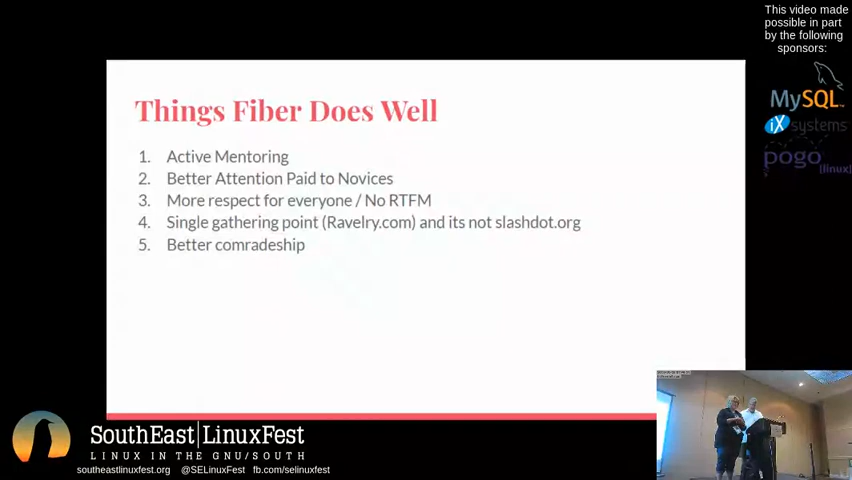 This video made
possible in part
by the following
sponsors:
MySQL
iX systems
pogo
[linux]
Things Fiber Does Well
1. Active Mentoring
2. Better Attention Paid to Novices
3. More respect for everyone / No RTFM
4. Single gathering point (Ravelry.com) and its not slashdot.org
5. Better comradeship
SouthEast|LinuxFest
LINUX IN THE GNU/SOUTH
southeastlinuxfest.org @SELinuxFest fb.com/selinuxfest